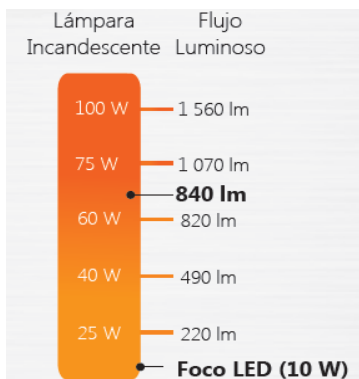 Lámpara Incandescente
Flujo Luminoso
100 W 1 560 lm
75 W 1 070 lm
840 lm
60 W 820 lm
40 W 490 lm
25 W 220 lm
Foco LED (10 W)